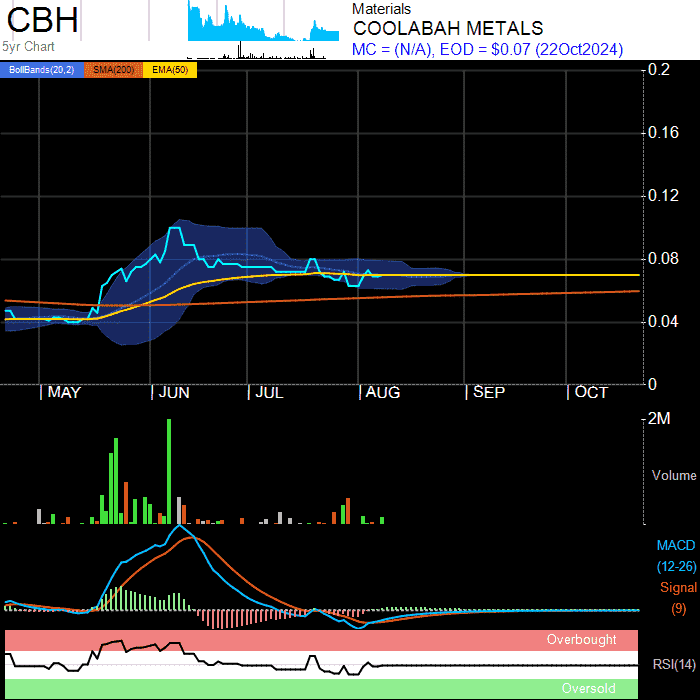 CBH
5yr Chart
Materials
COOLABAH METALS
MC = (N/A), EOD = $0.07 (22Oct2024)
BollBands(20,2) SMA(200) EMA(50)
0.2
0.16
0.12
0.08
0.04
0
MAY JUN JUL AUG SEP OCT
2M
Volume
MACD
(12-26)
Signal
(9)
Overbought
RSI(14)
Oversold